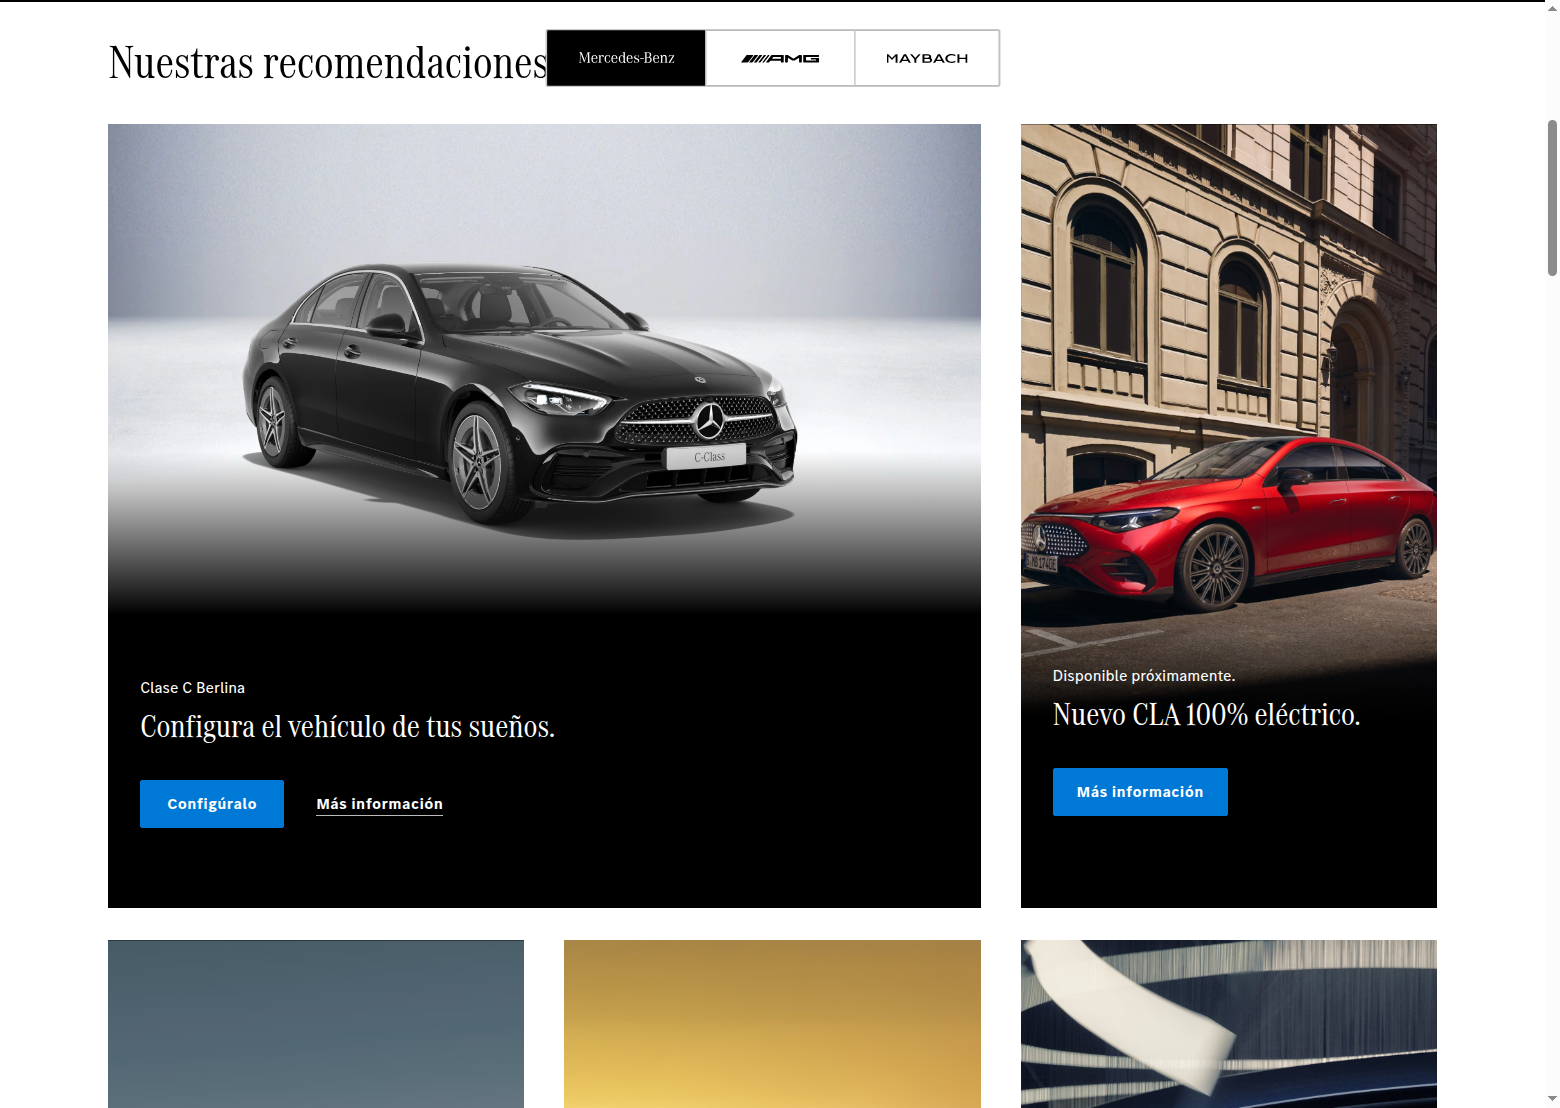 Nuestras recomendaciones
Mercedes-Benz
AMG
MAYBACH
C-Class
Clase C Berlina
Configura el vehículo de tus sueños.
Configúralo
Más información
Disponible próximamente.
Nuevo CLA 100% eléctrico.
Más información